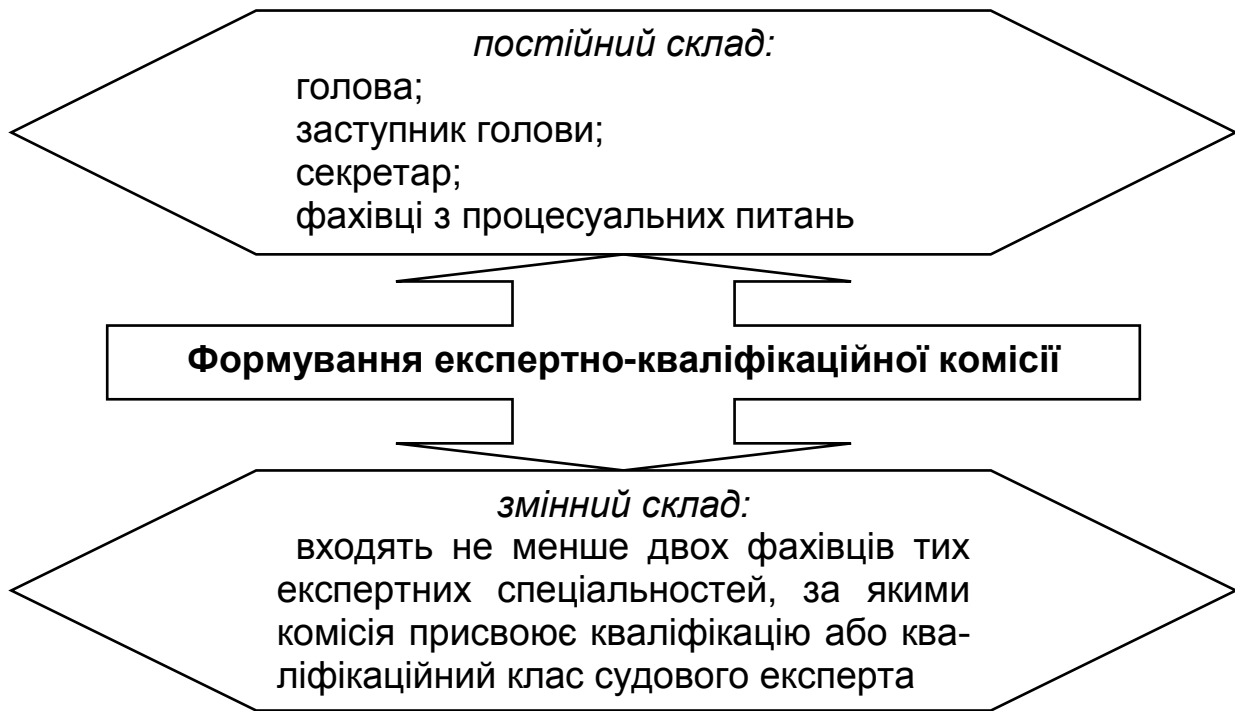 постійний склад:
голова;
заступник голови;
секретар;
фахівці з процесуальних питань
Формування експертно-кваліфікаційної комісії
змінний склад:
входять не менше двох фахівців тих
експертних спеціальностей, за якими
комісія присвоює кваліфікацію або ква-
ліфікаційний клас судового експерта